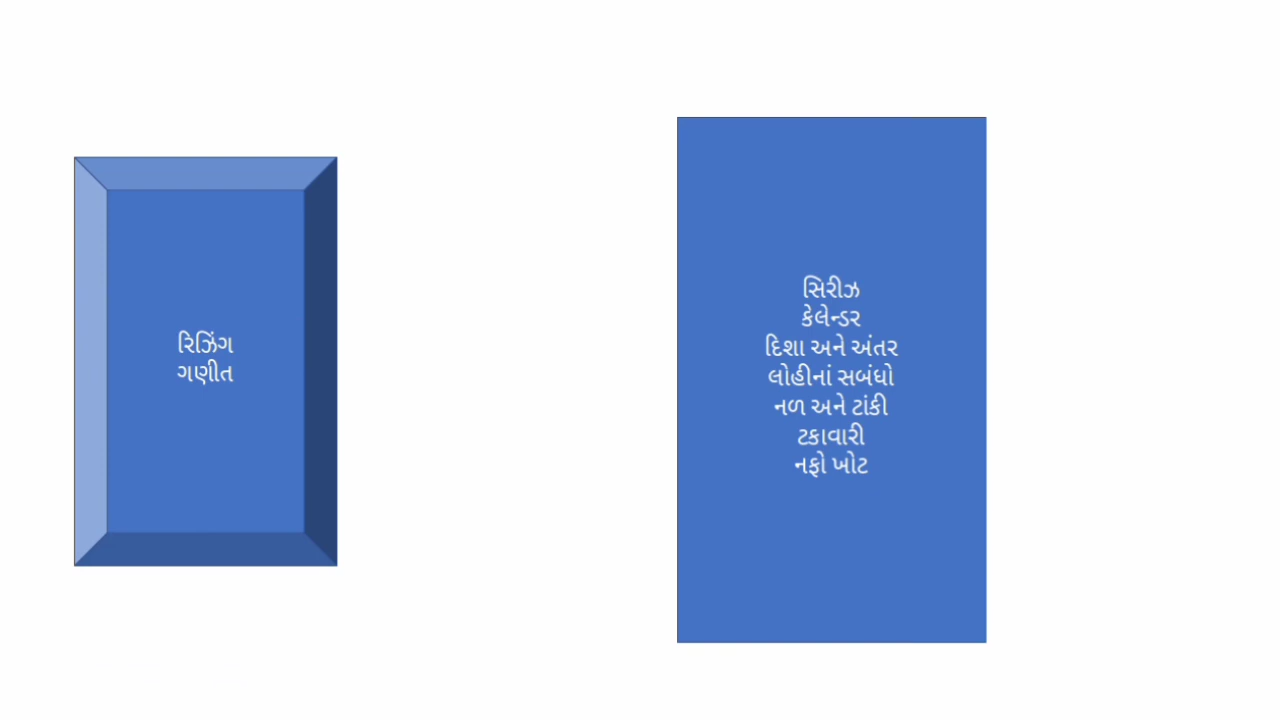 રિઝિંગ
ગણીત
સિરીઝ
કેલેન્ડર
દિશા અને અંતર
લોહીનાં સબંધો
નળ અને ટાંકી
ટકાવારી
નફો ખોટ